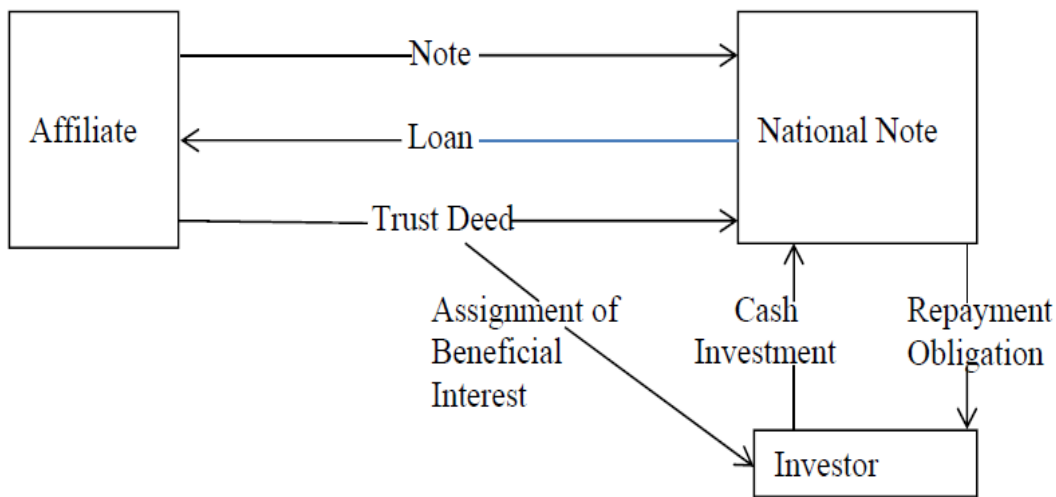 Note
Affiliate
National Note
Loan
Trust Deed
Assignment of
Beneficial
Interest
Cash
Investment
Repayment
Obligation
Investor